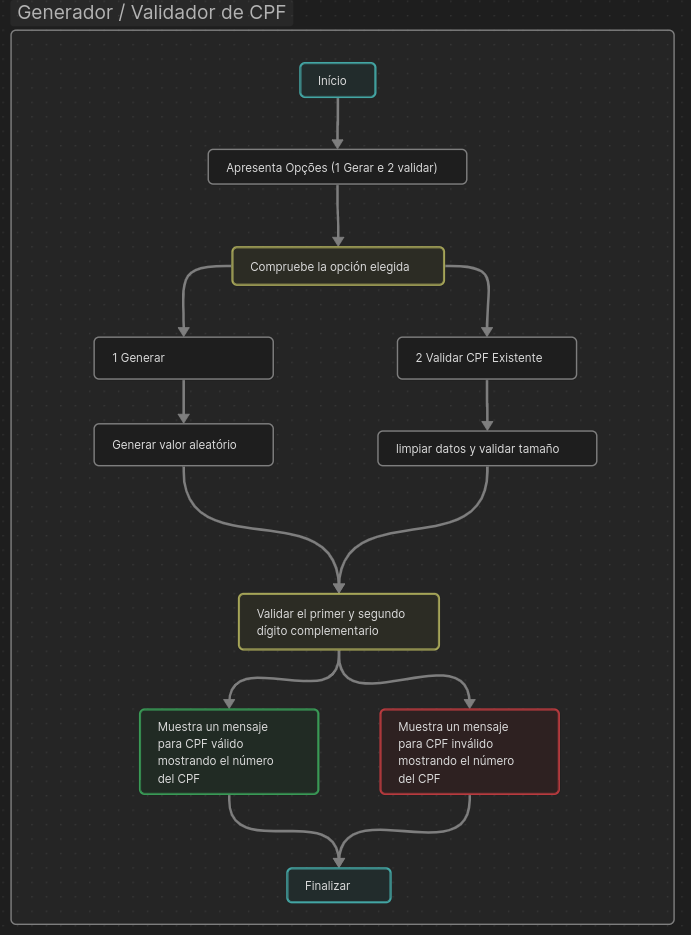 Generador / Validador de CPF
Início
Apresenta Opções (1 Gerar e 2 validar)
Compruebe la opción elegida
1 Generar
2 Validar CPF Existente
Generar valor aleatório
limpiar datos y validar tamaño
Validar el primer y segundo
dígito complementario
Muestra un mensaje
para CPF válido
mostrando el número
del CPF
Muestra un mensaje
para CPF inválido
mostrando el número
del CPF
Finalizar